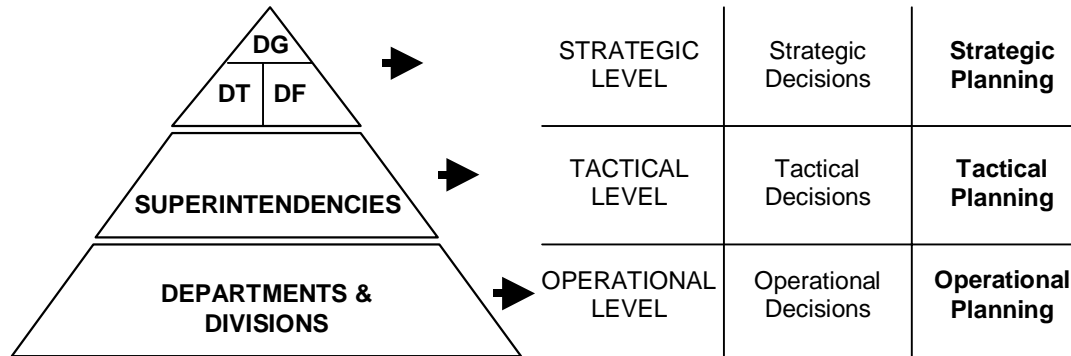 DG
DT DF
STRATEGIC
LEVEL
Strategic
Decisions
Strategic
Planning
SUPERINTENDENCIES
TACTICAL
LEVEL
Tactical
Decisions
Tactical
Planning
DEPARTMENTS &
DIVISIONS
OPERATIONAL
LEVEL
Operational
Decisions
Operational
Planning